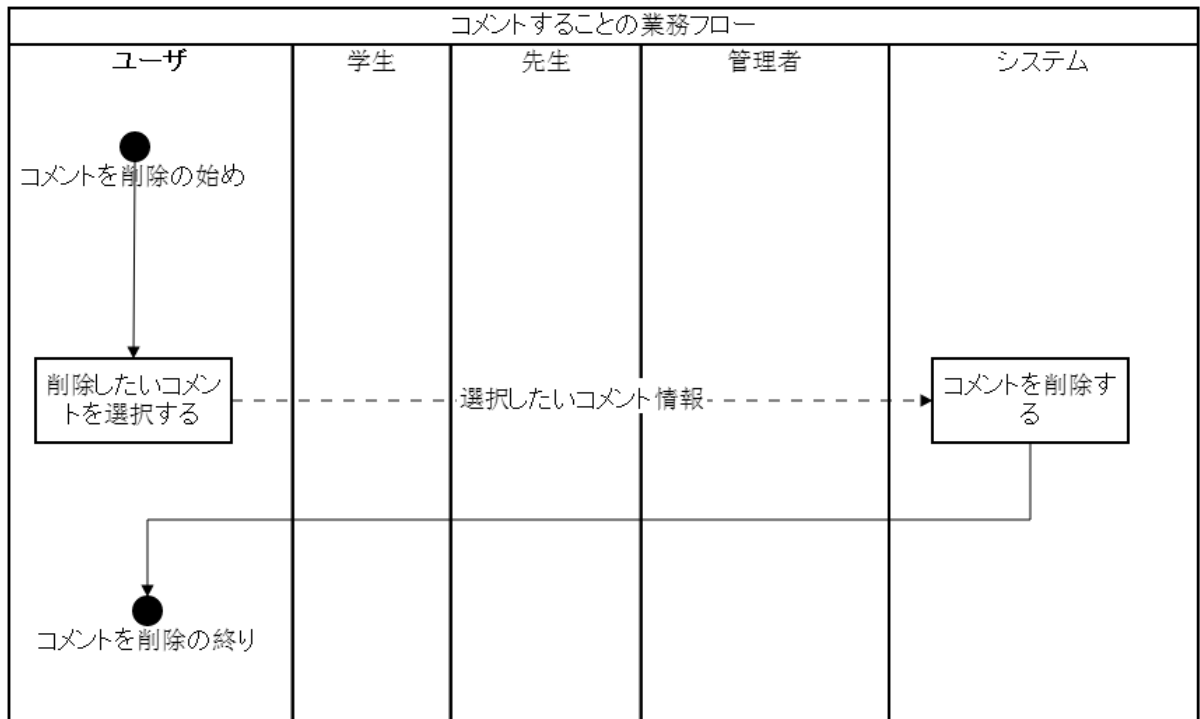 コメントすることの業務フロー
ユーザ
学生
先生
管理者
システム
コメントを削除の始め
削除したいコメン
トを選択する
選択したいコメント情報
コメントを削除す
る
コメントを削除の終り